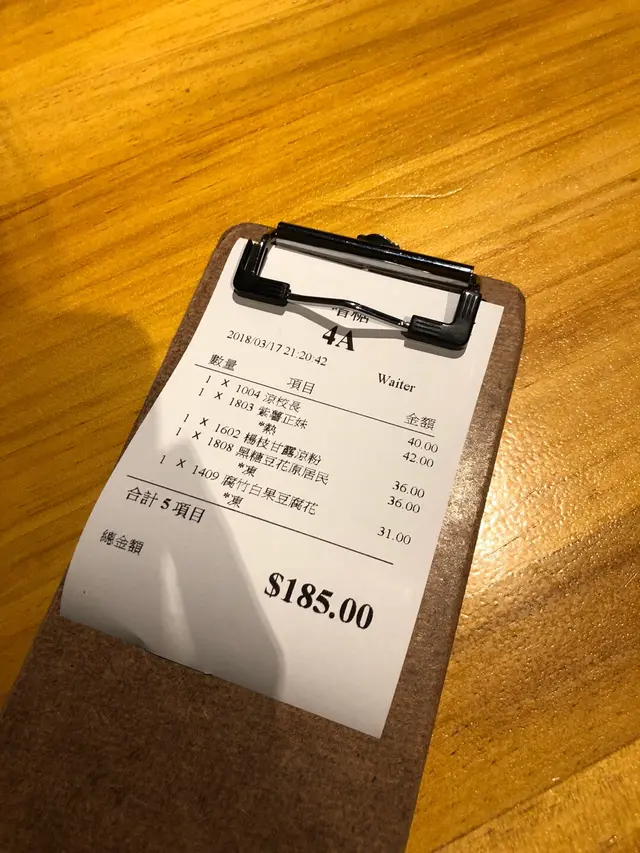 4A
2018/03/17 21:20:42
Waiter
數量 項目 金額
1 X 1004 涼校長 40.00
1 X 1803 紫薯正妹 42.00
*熱
1 X 1602 楊枝甘露涼粉 36.00
1 X 1808 黑糖豆花原居民 36.00
*凍
1 X 1409 腐竹白果豆腐花 31.00
*凍
合計 5 項目
總金額
$185.00